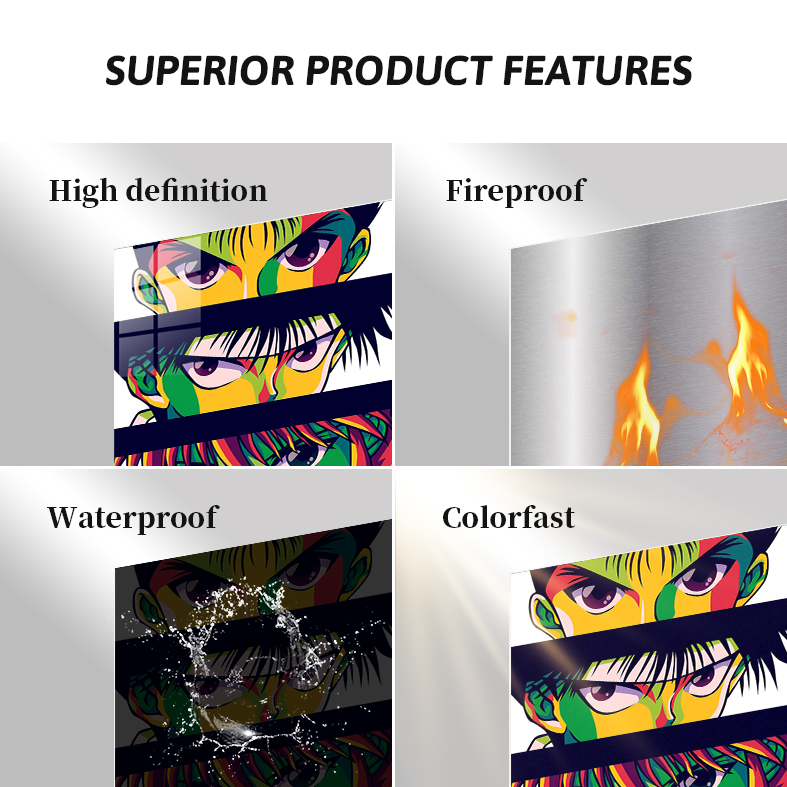 SUPERIOR PRODUCT FEATURES
High definition
Fireproof
Waterproof
Colorfast